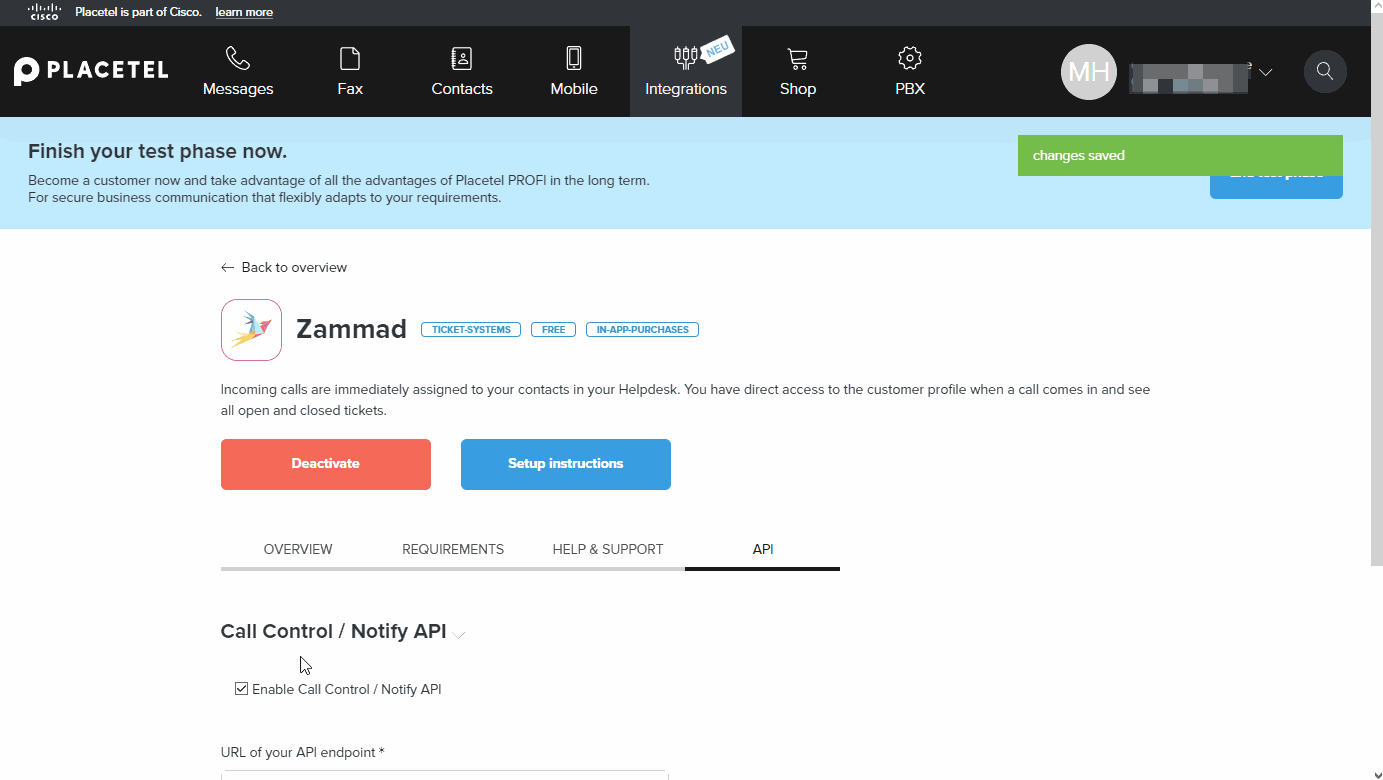 CISCO
Placetel is part of Cisco. learn more
PLACETEL
Messages
Fax
Contacts
Mobile
NEU
Integrations
Shop
PBX
MH
Finish your test phase now.
Become a customer now and take advantage of all the advantages of Placetel PROFI in the long term.
For secure business communication that flexibly adapts to your requirements.
changes saved
← Back to overview
Zammad
TICKET-SYSTEMS
FREE
IN-APP-PURCHASES
Incoming calls are immediately assigned to your contacts in your Helpdesk. You have direct access to the customer profile when a call comes in and see
all open and closed tickets.
Deactivate
Setup instructions
OVERVIEW
REQUIREMENTS
HELP & SUPPORT
API
Call Control / Notify API
Enable Call Control / Notify API
URL of your API endpoint *